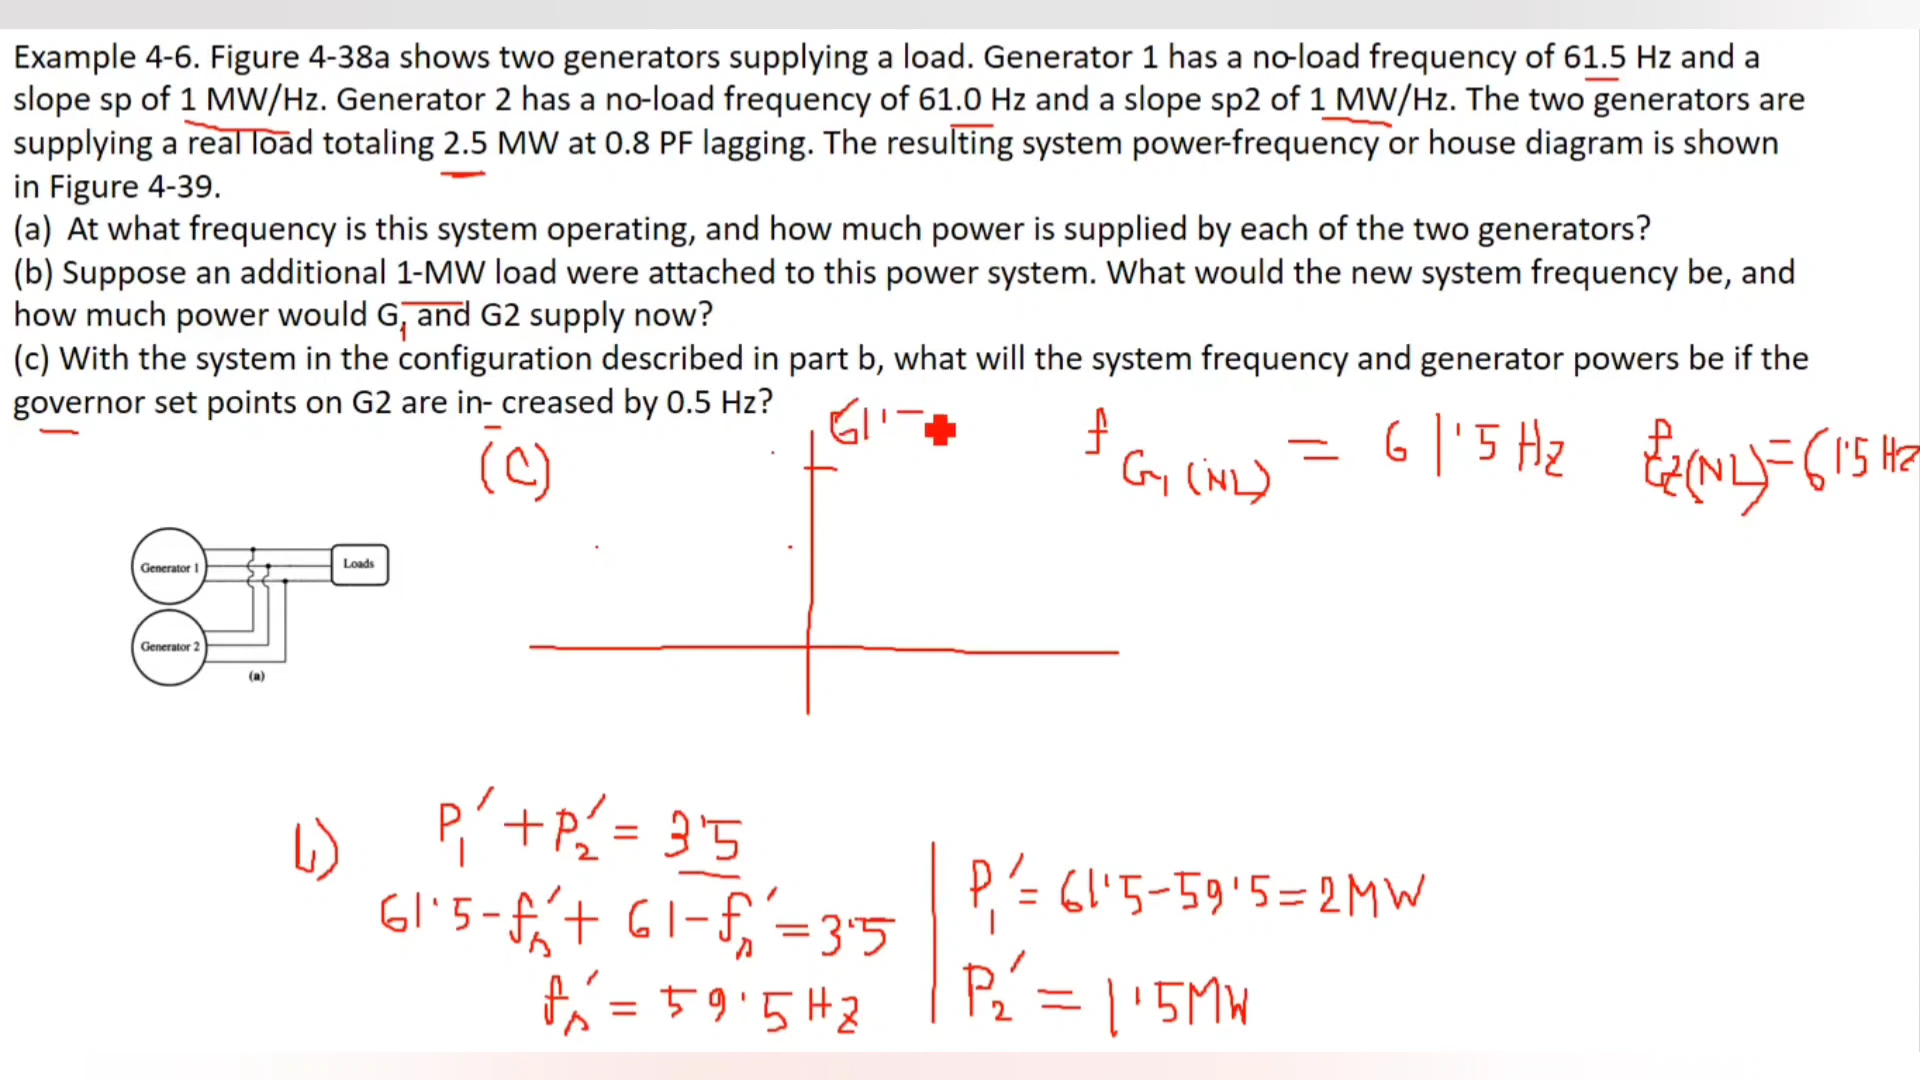 Example 4-6. Figure 4-38a shows two generators supplying a load. Generator 1 has a no-load frequency of 61.5 Hz and a
slope sp of 1 MW/Hz. Generator 2 has a no-load frequency of 61.0 Hz and a slope sp2 of 1 MW/Hz. The two generators are
supplying a real load totaling 2.5 MW at 0.8 PF lagging. The resulting system power-frequency or house diagram is shown
in Figure 4-39.
(a) At what frequency is this system operating, and how much power is supplied by each of the two generators?
(b) Suppose an additional 1-MW load were attached to this power system. What would the new system frequency be, and
how much power would G1 and G2 supply now?
(c) With the system in the configuration described in part b, what will the system frequency and generator powers be if the
governor set points on G2 are in- creased by 0.5 Hz?
(C)
61.
f G1 (NL) = 61.5 Hz
f G2(NL) = 61.5 Hz
Generator 1
Loads
Generator 2
(a)
b)
P1' + P2' = 3.5
61.5 - fs' + 61 - fs' = 3.5
fs' = 59.5 Hz
P1' = 61.5 - 59.5 = 2 MW
P2' = 1.5 MW